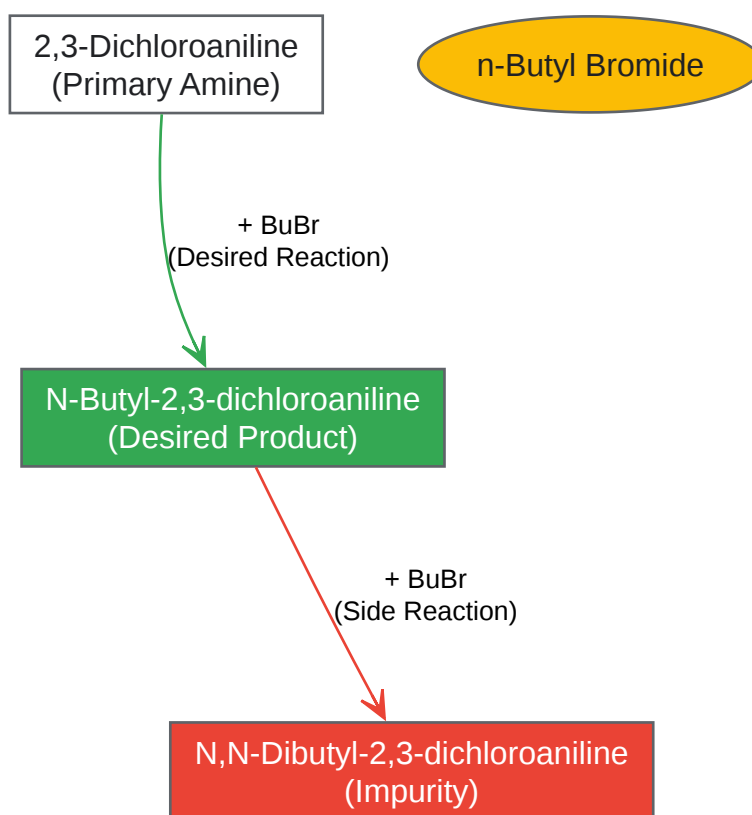 2,3-Dichloroaniline
(Primary Amine)
n-Butyl Bromide
+ BuBr
(Desired Reaction)
N-Butyl-2,3-dichloroaniline
(Desired Product)
+ BuBr
(Side Reaction)
N,N-Dibutyl-2,3-dichloroaniline
(Impurity)